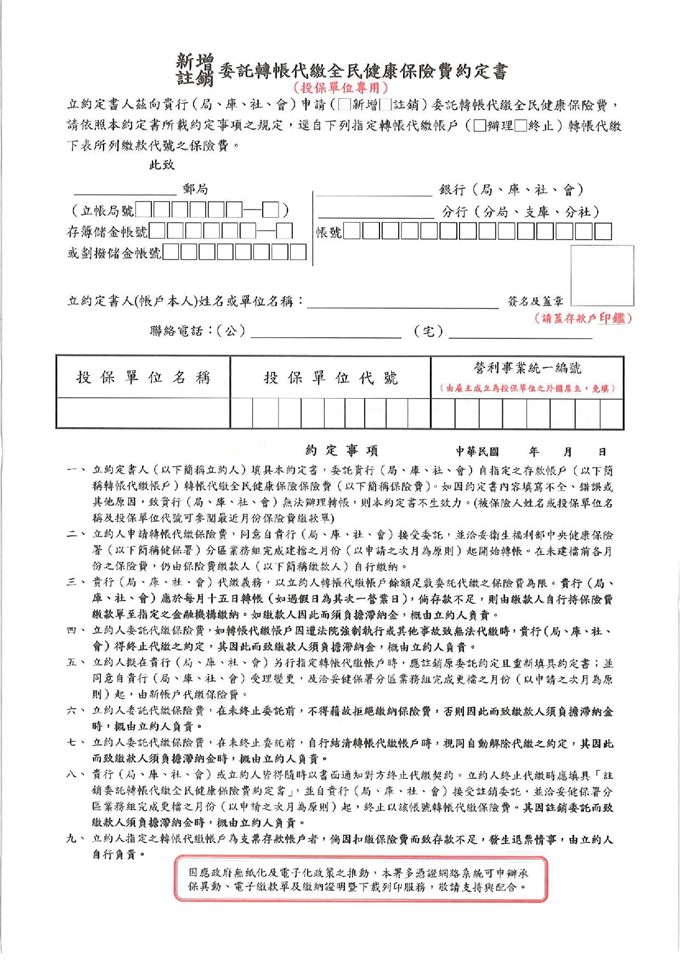 新增
註銷 委託轉帳代繳全民健康保險費約定書
(投保單位專用)
立約定書人茲向貴行（局、庫、社、會）申請（□新增□註銷）委託轉帳代繳全民健康保險費，
請依照本約定書所載約定事項之規定，逕自下列指定轉帳代繳帳戶（□辦理□終止）轉帳代繳
下表所列繳款代號之保險費。
此致
郵局
銀行（局、庫、社、會）
（立帳局號□□□□□□—□）
分行（分局、支庫、分社）
存簿儲金帳號□□□□□□—□
帳號□□□□□□□□□□□□□□
或劃撥儲金帳號□□□□□□□□
立約定書人(帳戶本人)姓名或單位名稱：
簽名及蓋章
（請蓋存款戶印鑑）
聯絡電話：（公）
（宅）
投保單位名稱
投保單位代號
營利事業統一編號
（由雇主成立為投保單位之外傭雇主，免填）
約定事項
中華民國 年 月 日
一、立約定書人（以下簡稱立約人）填具本約定書，委託貴行（局、庫、社、會）自指定之存款帳戶（以下簡
稱轉帳代繳帳戶）轉帳代繳全民健康保險保險費（以下簡稱保險費）。如因約定書內容填寫不全、錯誤或
其他原因，致貴行（局、庫、社、會）無法辦理轉帳，則本約定書不生效力。(被保險人姓名或投保單位名
稱及投保單位代號可參閱最近月份保險費繳款單)
二、立約人申請轉帳代繳保險費，同意自貴行（局、庫、社、會）接受委託，並洽妥衛生福利部中央健康保險
署（以下簡稱健保署）分區業務組完成建檔之月份（以申請之次月為原則）起開始轉帳。在未建檔前各月
份之保險費，仍由保險費繳款人（以下簡稱繳款人）自行繳納。
三、貴行（局、庫、社、會）代繳義務，以立約人轉帳代繳帳戶餘額足敷委託代繳之保險費為限。貴行（局、
庫、社、會）應於每月十五日轉帳（如遇假日為其次一營業日），倘存款不足，則由繳款人自行持保險費
繳款單至指定之金融機構繳納。如繳款人因此而須負擔滯納金，概由立約人負責。
四、立約人委託代繳保險費，如轉帳代繳帳戶因遭法院強制執行或其他事故致無法代繳時，貴行（局、庫、社、
會）得終止代繳之約定，其因此而致繳款人須負擔滯納金，概由立約人負責。
五、立約人擬在貴行（局、庫、社、會）另行指定轉帳代繳帳戶時，應註銷原委託約定且重新填具約定書；並
同意自貴行（局、庫、社、會）受理變更，及洽妥健保署分區業務組完成更檔之月份（以申請之次月為原
則）起，由新帳戶代繳保險費。
六、立約人委託代繳保險費，在未終止委託前，不得藉故拒絕繳納保險費，否則因此而致繳款人須負擔滯納金
時，概由立約人負責。
七、立約人委託代繳保險費，在未終止委託前，自行結清轉帳代繳帳戶時，視同自動解除代繳之約定，其因此
而致繳款人須負擔滯納金時，概由立約人負責。
八、貴行（局、庫、社、會）或立約人皆得隨時以書面通知對方終止代繳契約。立約人終止代繳時應填具「註
銷委託轉帳代繳全民健康保險費約定書」，並自貴行（局、庫、社、會）接受註銷委託，並洽妥健保署分
區業務組完成更檔之月份（以申請之次月為原則）起，終止以該帳號轉帳代繳保險費。其因註銷委託而致
繳款人須負擔滯納金時，概由立約人負責。
九、立約人指定之轉帳代繳帳戶為支票存款帳戶者，倘因扣繳保險費而致存款不足，發生退票情事，由立約人
自行負責。
因應政府無紙化及電子化政策之推動，本署多憑證網路系統可申辦承
保異動、電子繳款單及繳納證明暨下載列印服務，敬請支持與配合。